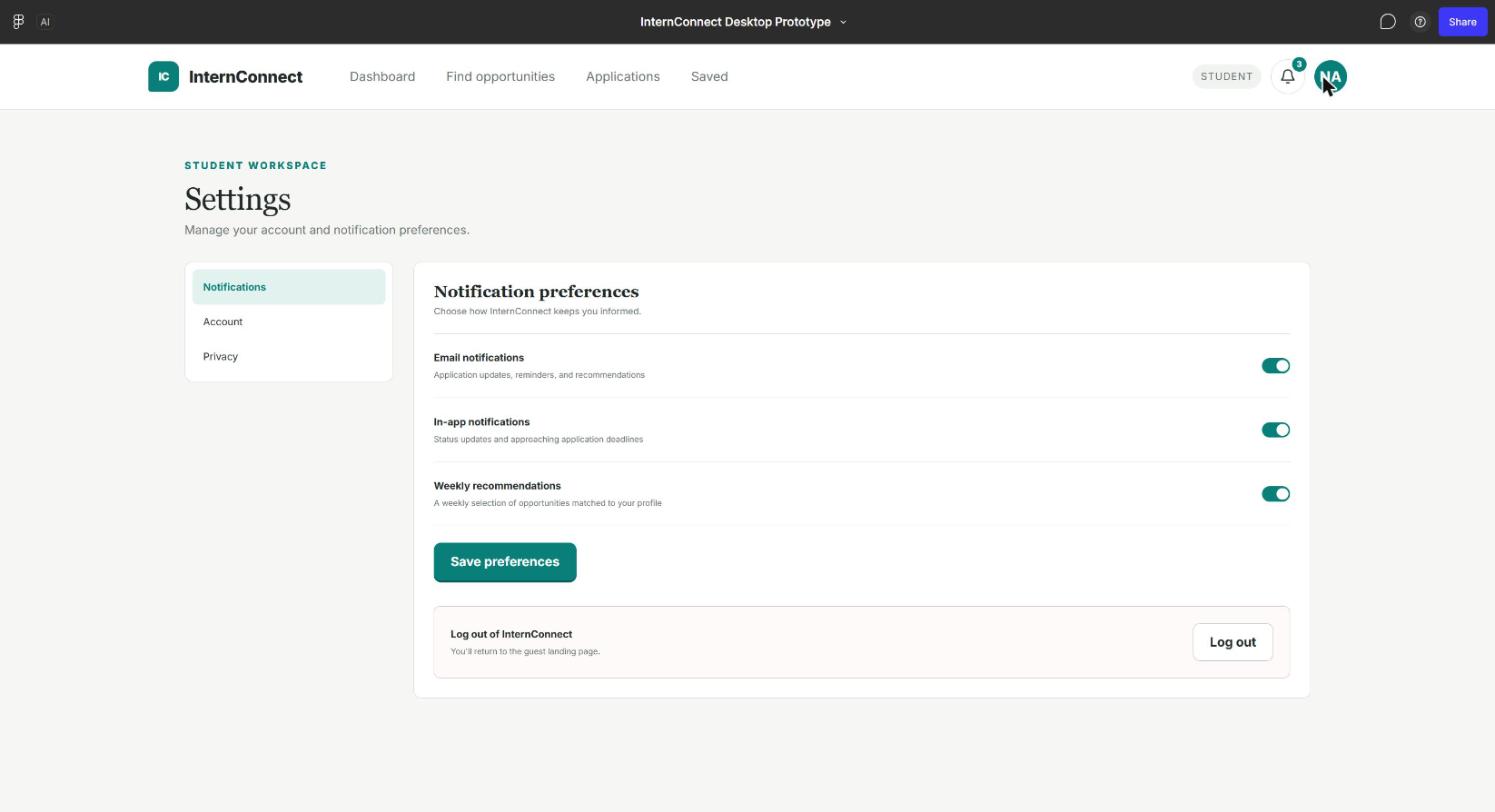 AI
InternConnect Desktop Prototype
Share
IC
InternConnect
Dashboard
Find opportunities
Applications
Saved
STUDENT
3
NA
STUDENT WORKSPACE
Settings
Manage your account and notification preferences.
Notifications
Account
Privacy
Notification preferences
Choose how InternConnect keeps you informed.
Email notifications
Application updates, reminders, and recommendations
In-app notifications
Status updates and approaching application deadlines
Weekly recommendations
A weekly selection of opportunities matched to your profile
Save preferences
Log out of InternConnect
You'll return to the guest landing page.
Log out